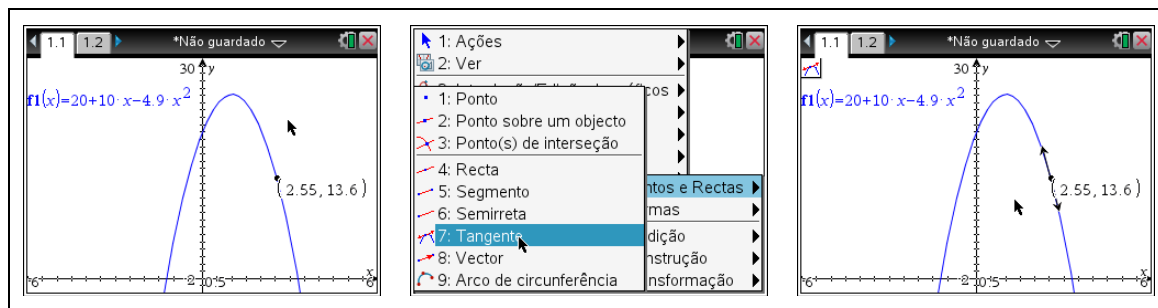 1.1 1.2 *Não guardado
30 y
f1(x)=20+10·x−4.9·x²
(2.55, 13.6)
x
-6 2 0.5 6
1: Ações
2: Ver
cos
1: Ponto
2: Ponto sobre um objecto
3: Ponto(s) de interseção
4: Recta
5: Segmento
ntos e Rectas
6: Semirreta
rmas
7: Tangente
dição
8: Vector
nstrução
9: Arco de circunferência
nsformação
1.1 1.2 *Não guardado
30 y
f1(x)=20+10·x−4.9·x²
(2.55, 13.6)
x
-6 2 0.5 6